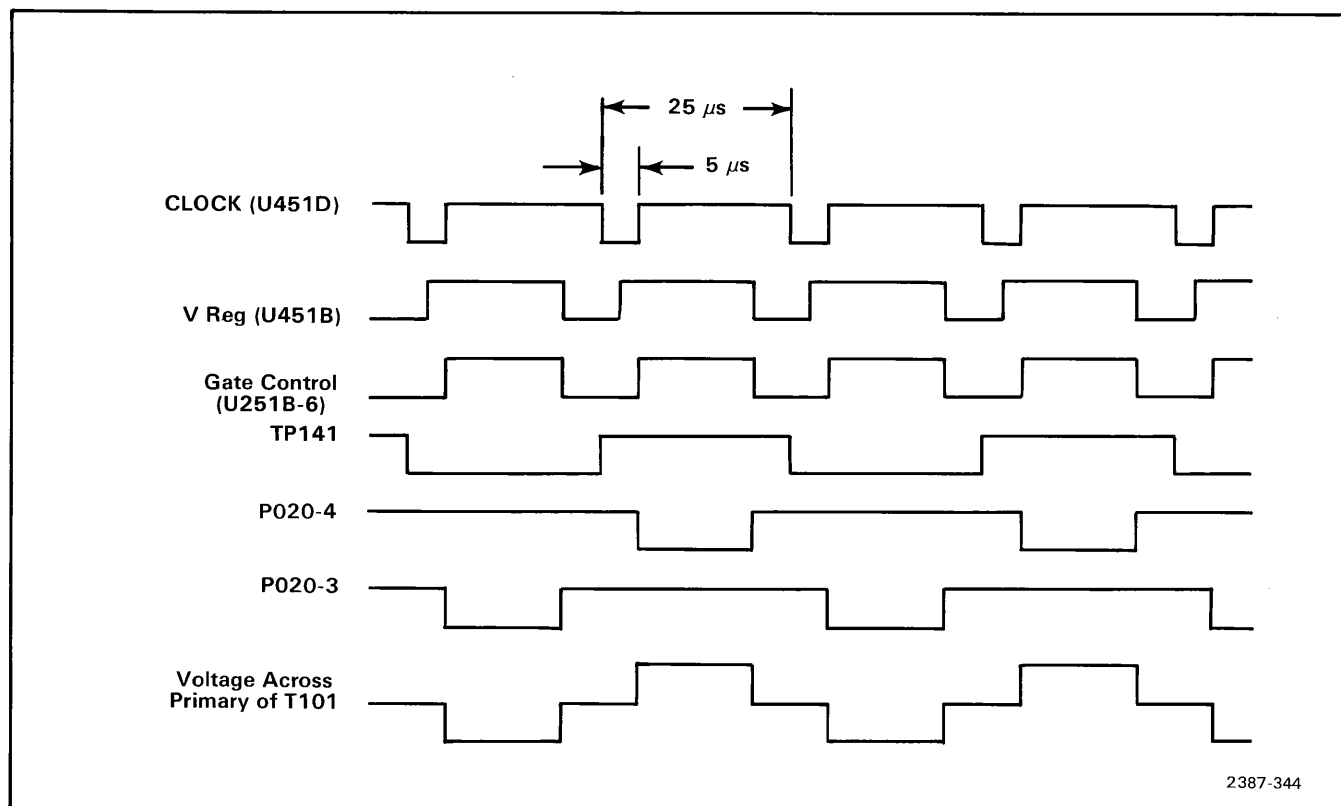 25 μs
5 μs
CLOCK (U451D)
V Reg (U451B)
Gate Control
(U251B-6)
TP141
P020-4
P020-3
Voltage Across
Primary of T101
2387-344